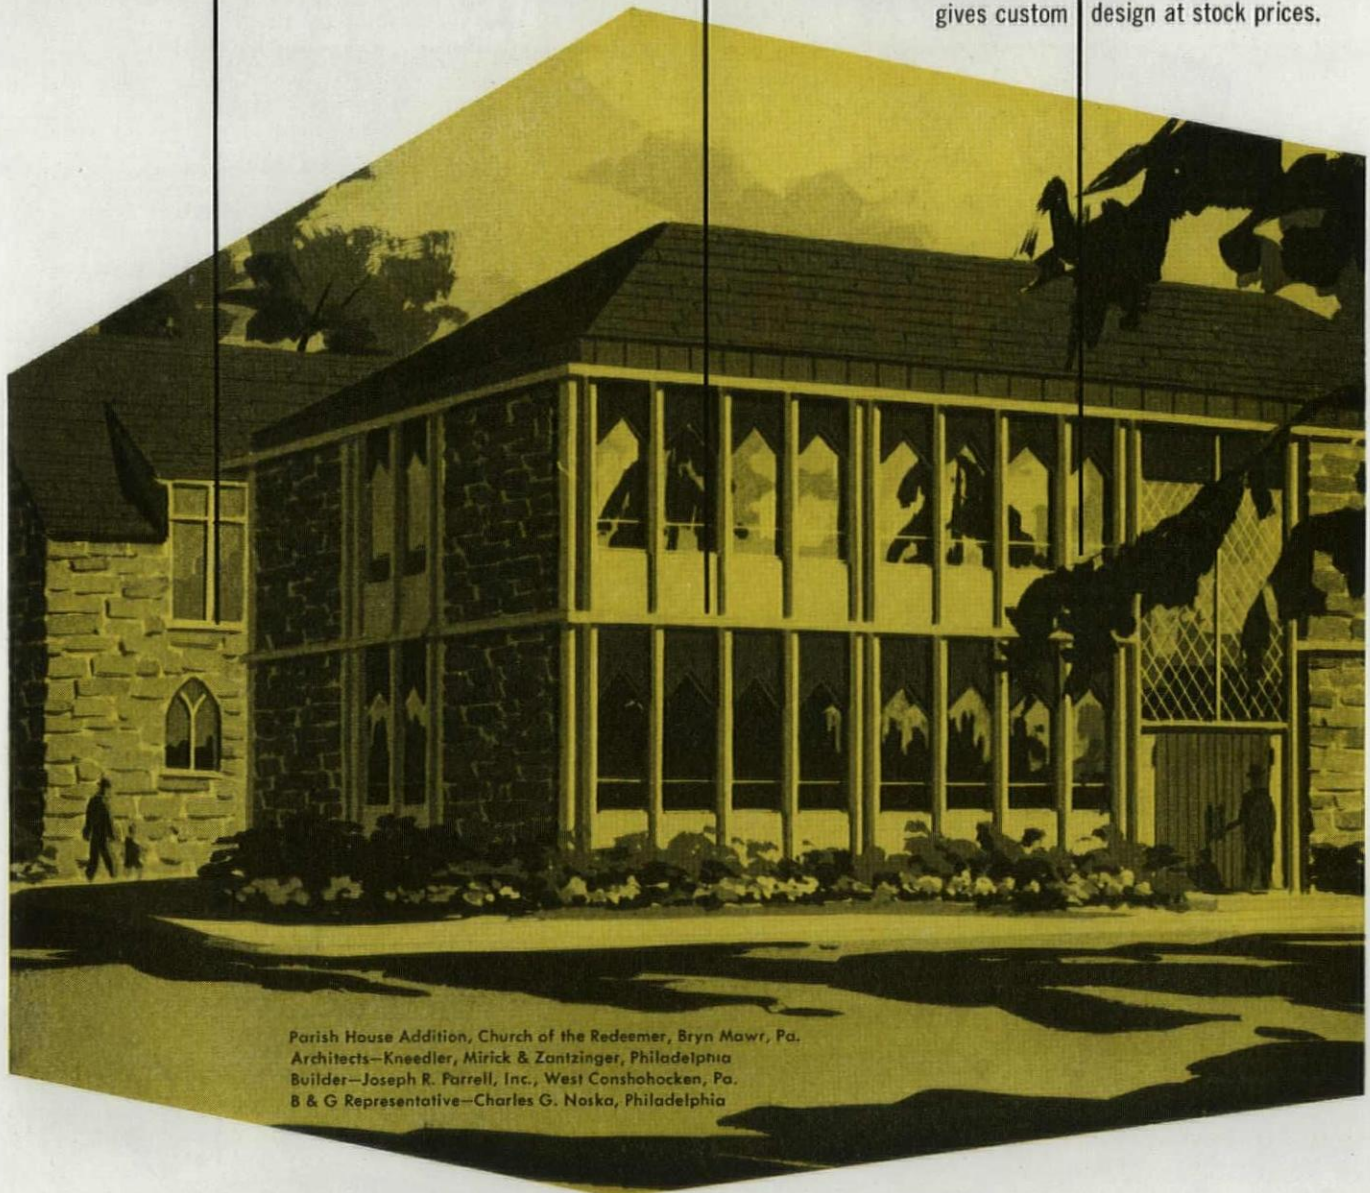 gives custom design at stock prices.
Parish House Addition, Church of the Redeemer, Bryn Mawr, Pa.
Architects—Kneedler, Mirick & Zantzinger, Philadelphia
Builder—Joseph R. Farrell, Inc., West Conshohocken, Pa.
B & G Representative—Charles G. Noska, Philadelphia